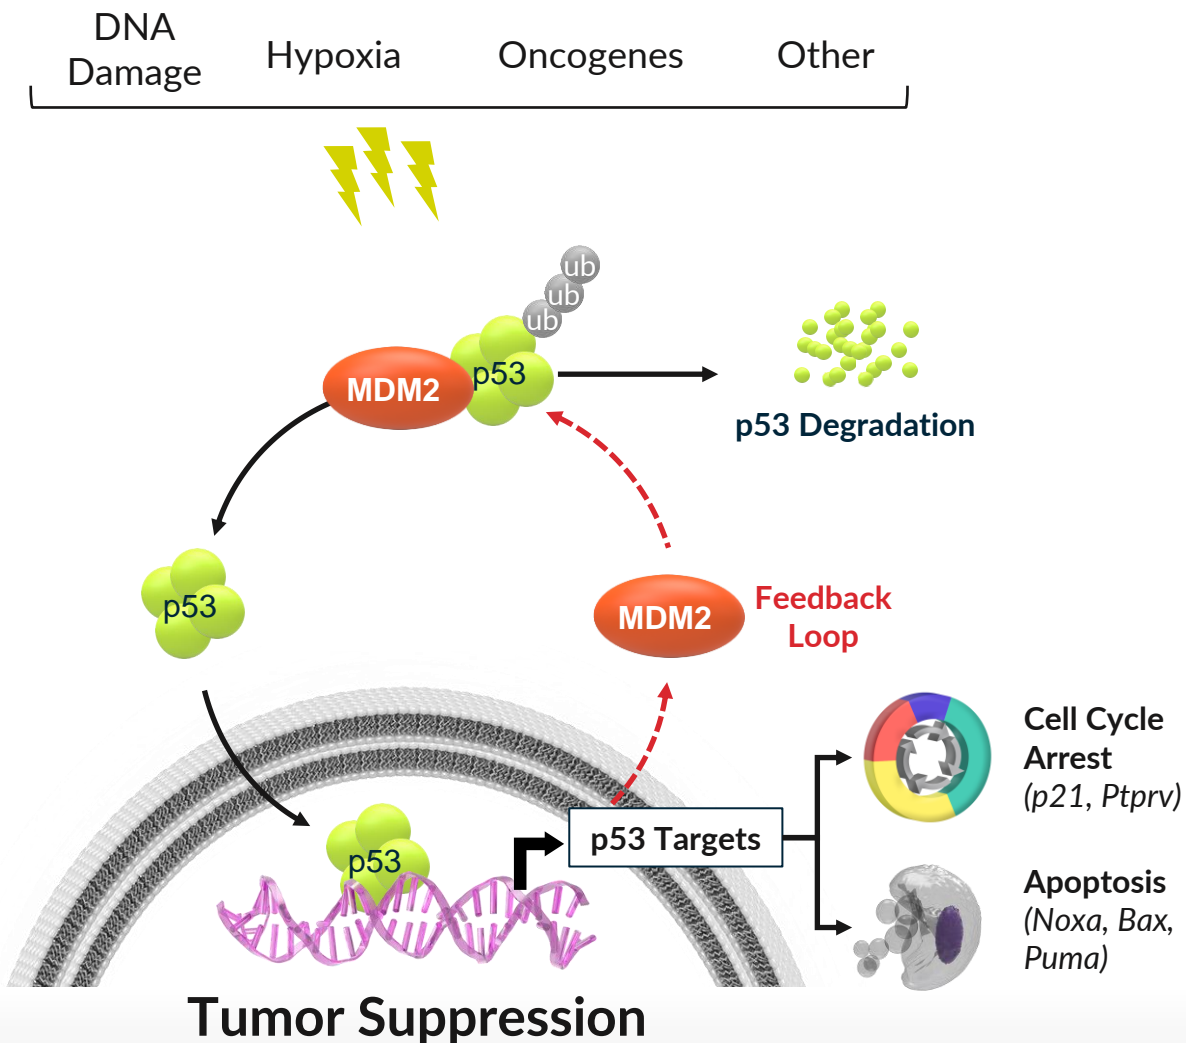 DNA
Damage
Hypoxia
Oncogenes
Other
ub
ub
ub
MDM2
p53
p53 Degradation
p53
MDM2
Feedback
Loop
Cell Cycle
Arrest
(p21, Ptprv)
p53
p53 Targets
Apoptosis
(Noxa, Bax,
Puma)
Tumor Suppression